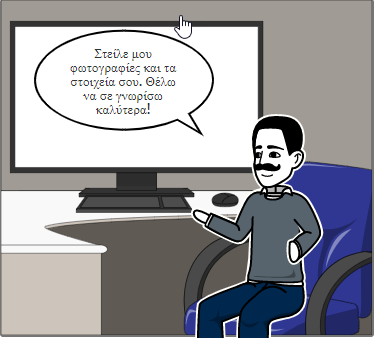 Στείλε μου
φωτογραφίες και τα
στοιχεία σου. Θέλω
να σε γνωρίσω
καλύτερα!